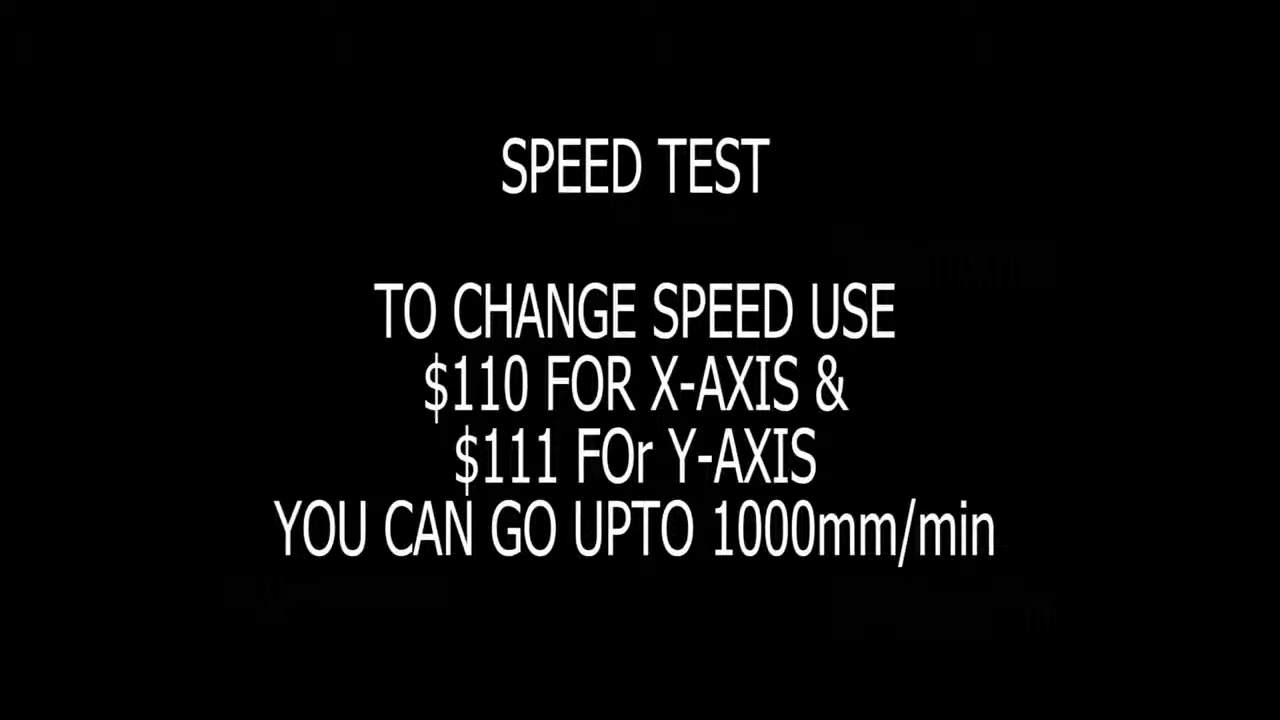 SPEED TEST
TO CHANGE SPEED USE
$110 FOR X-AXIS &
$111 FOr Y-AXIS
YOU CAN GO UPTO 1000mm/min